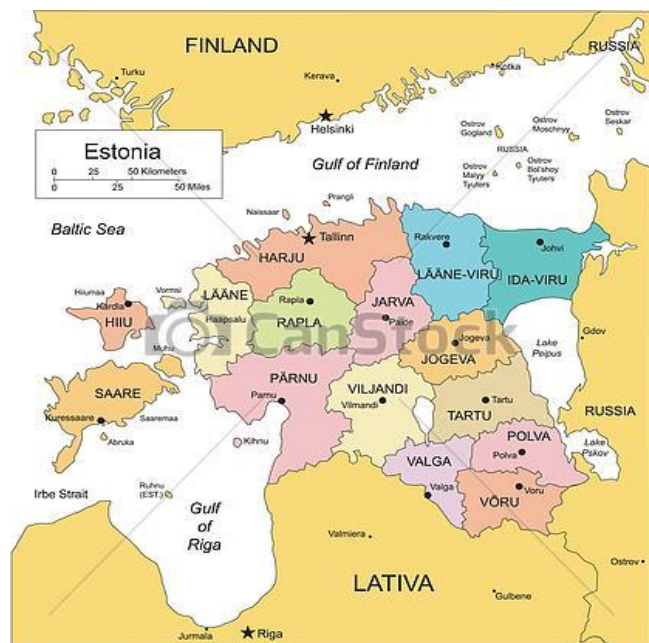 FINLAND
RUSSIA
Turku
Kerava
Kotka
Helsinki
Ostrov
Gogland
Ostrov
Moschnyy
Ostrov
Seskar
RUSSIA
Ostrov
Malyy
Tyuters
Ostrov
Bol'shoy
Tyuters
Estonia
0 25 50 Kilometers
0 25 50 Miles
Gulf of Finland
Prangli
Naissaar
Baltic Sea
Tallinn
HARJU
Rakvere
LÄÄNE-VIRU
Johvi
IDA-VIRU
Hiiumaa
Kardla
HIIU
Vormsi
LÄÄNE
Haapsalu
Rapla
RAPLA
JARVA
Paide
CanStock
Jogeva
JOGEVA
Lake
Peipus
Gdov
Muhu
SAARE
Kuressaare
Saaremaa
Abruka
PÄRNU
Parnu
VILJANDI
Vilmandi
Tartu
TARTU
RUSSIA
Kihnu
POLVA
Polva
Lake
Pskov
VALGA
Valga
Voru
VÕRU
Irbe Strait
Ruhnu
(EST.)
Gulf
of
Riga
Valmiera
LATIVA
Gulbene
Ostrov
Jurmala
Riga